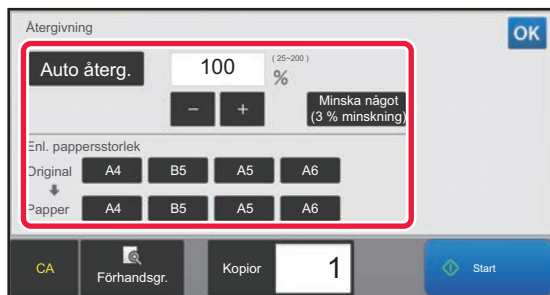 Återgivning
OK
Auto återg.
100
(25~200)
%
−
+
Minska något
(3 % minskning)
Enl. pappersstorlek
Original
A4
B5
A5
A6
Papper
A4
B5
A5
A6
CA
Förhandsgr.
Kopior
1
Start